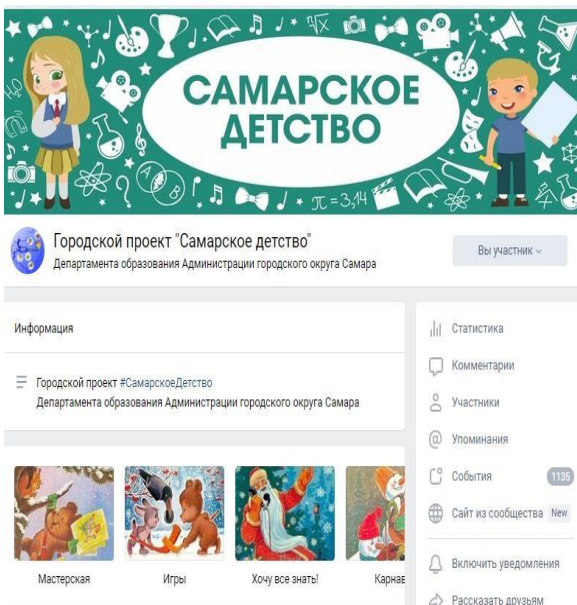 САМАРСКОЕ
ДЕТСТВО
H₂O
π=3,14
A B
√x
Городской проект "Самарское детство"
Департамента образования Администрации городского округа Самара
Вы участник
Информация
Городской проект #СамарскоеДетство
Департамента образования Администрации городского округа Самара
Мастерская
Игры
Хочу все знать!
Карнав
Статистика
Комментарии
Участники
Упоминания
События 1135
Сайт из сообщества New
Включить уведомления
Рассказать друзьям